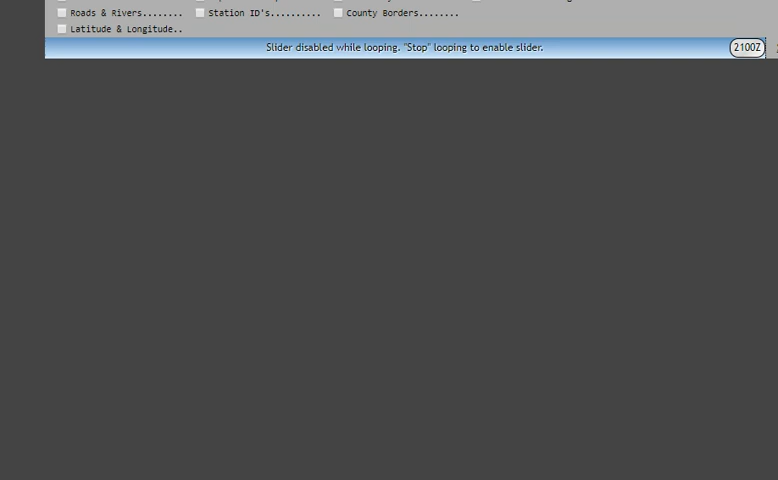 Roads & Rivers........ Station ID's.......... County Borders........
Latitude & Longitude..
Slider disabled while looping. "Stop" looping to enable slider. 2100Z